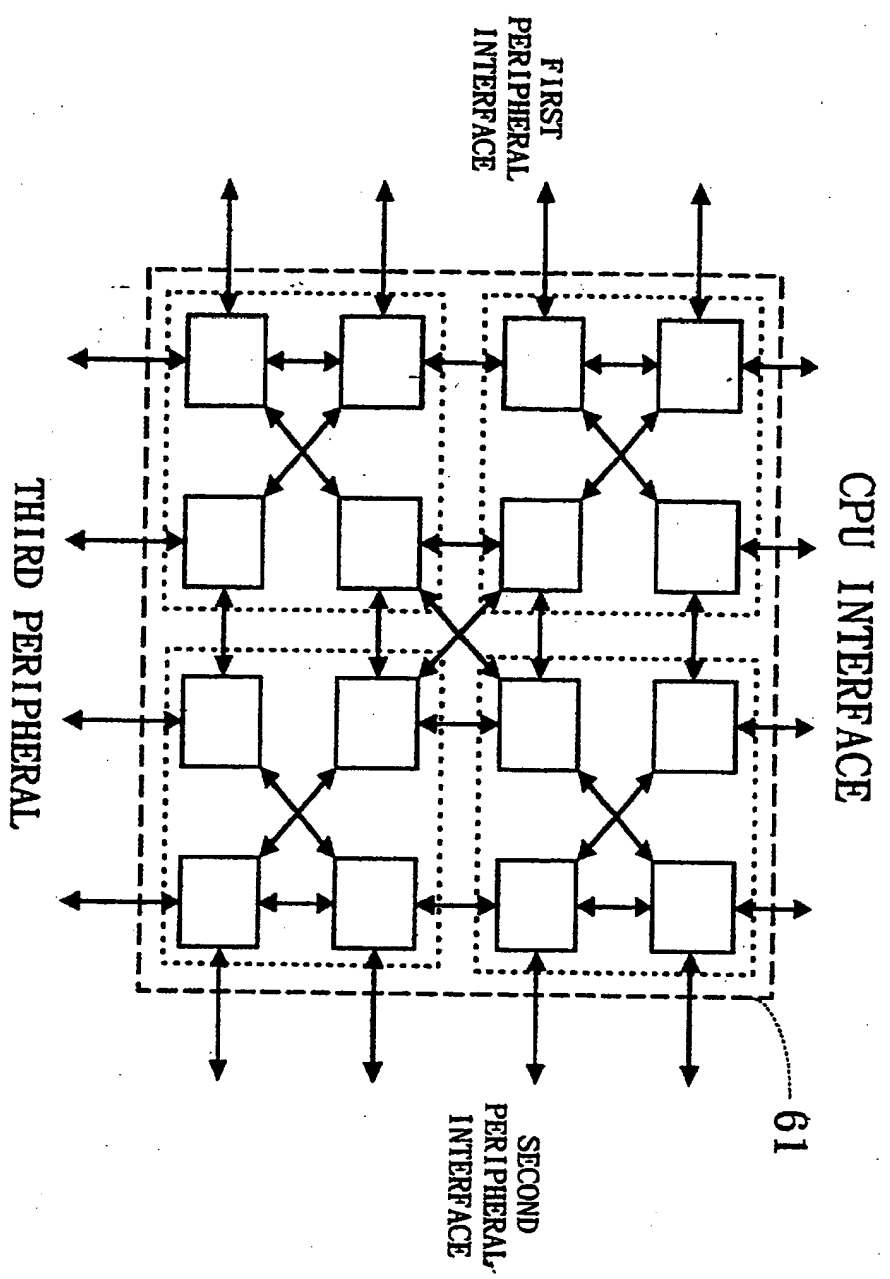 CPU INTERFACE
61
FIRST
PERIPHERAL
INTERFACE
SECOND
PERIPHERAL
INTERFACE
THIRD PERIPHERAL